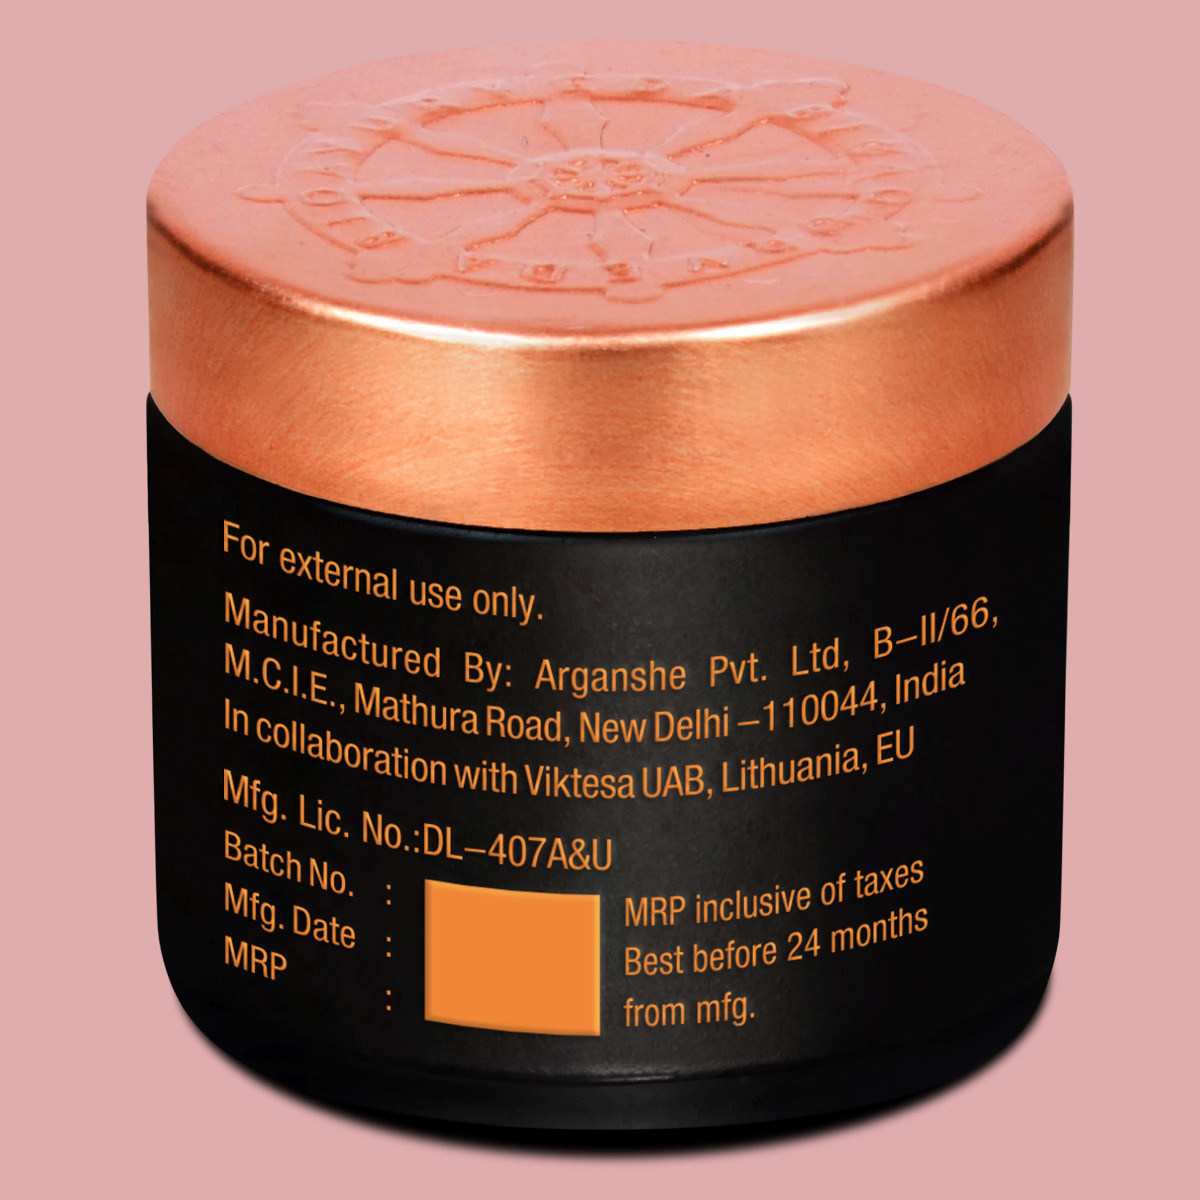 For external use only.
Manufactured By: Arganshe Pvt. Ltd, B–II/66,
M.C.I.E., Mathura Road, New Delhi –110044, India
In collaboration with Viktesa UAB, Lithuania, EU
Mfg. Lic. No.:DL–407A&U
Batch No. :
Mfg. Date :
MRP :
MRP inclusive of taxes
Best before 24 months
from mfg.